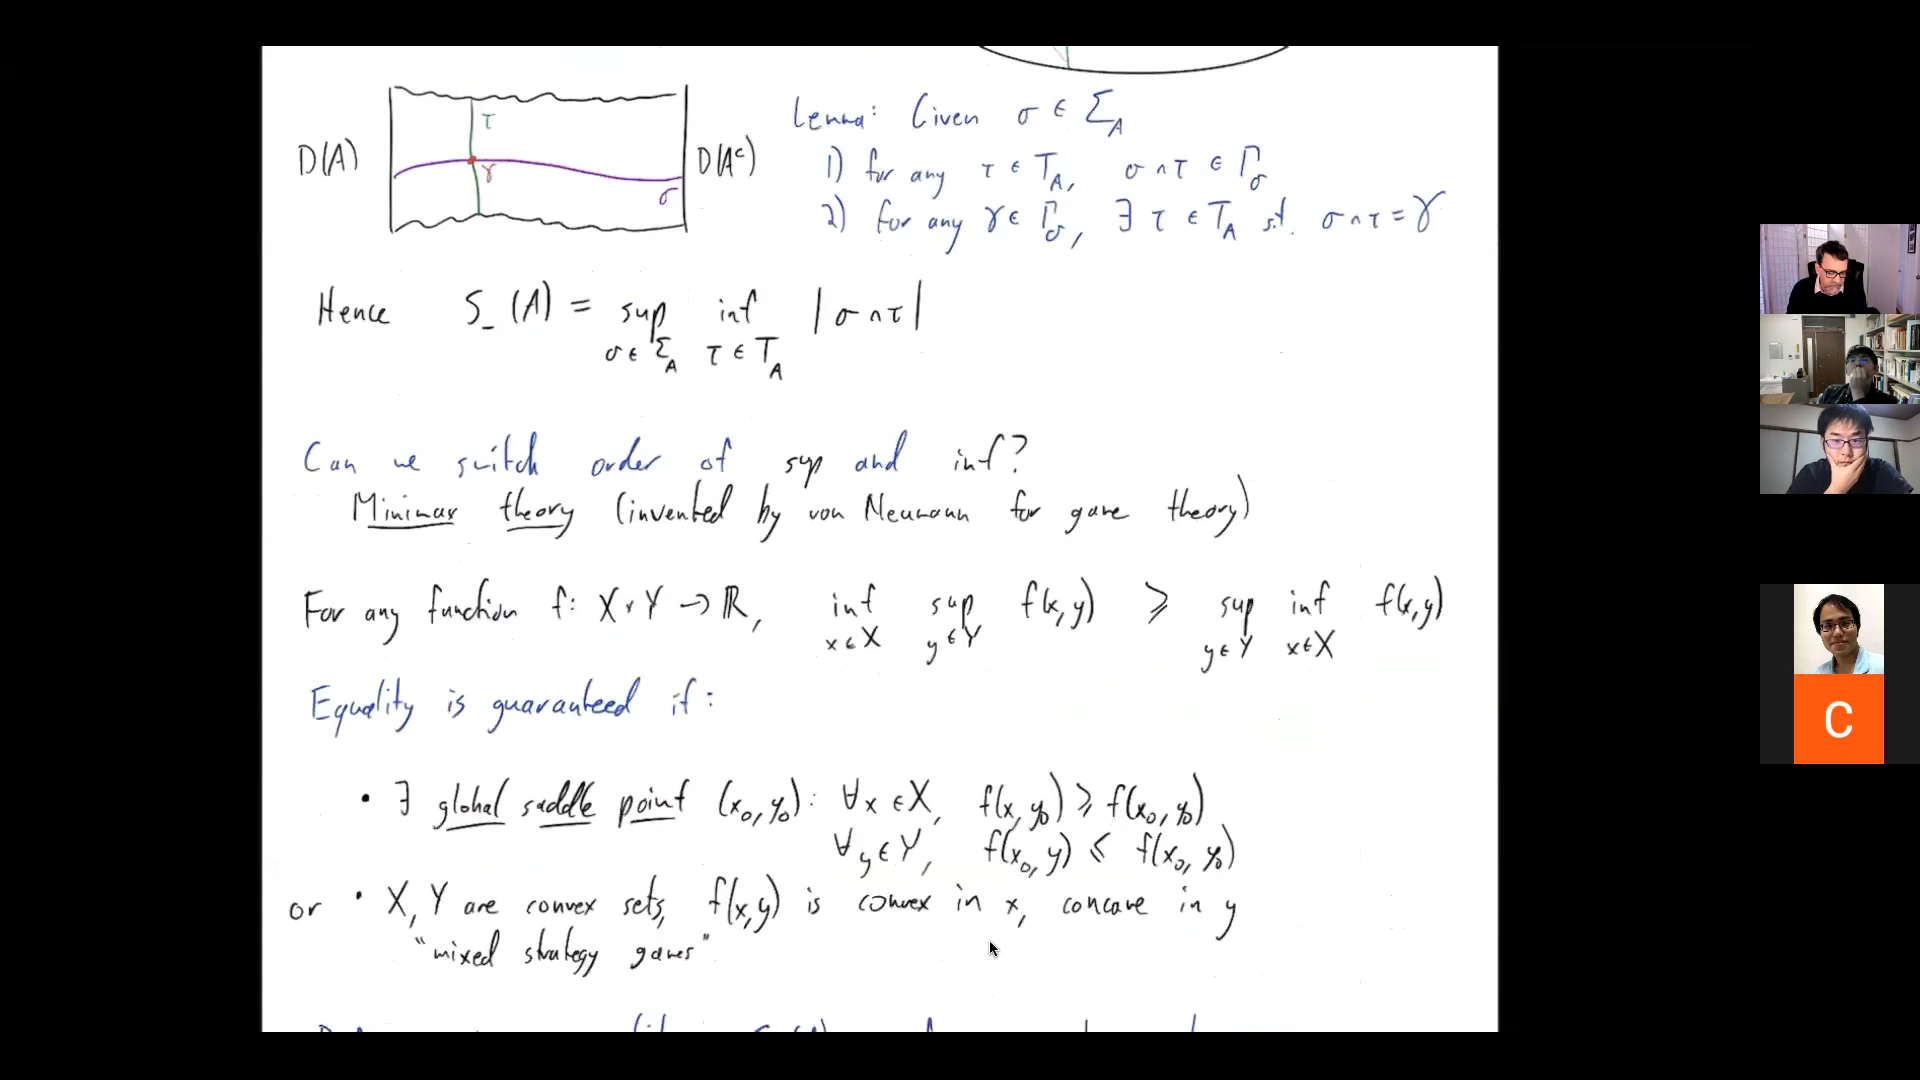 D(A) τ γ σ D(Aᶜ)
Lemma: Given σ ∈ Σ_A
1) for any τ ∈ T_A, σ ∩ τ ∈ Γ_σ
2) for any γ ∈ Γ_σ, ∃ τ ∈ T_A s.t. σ ∩ τ = γ
Hence S_(A) = sup inf |σ ∩ τ|
σ ∈ Σ_A τ ∈ T_A
Can we switch order of sup and inf?
Minimax theory (invented by von Neumann for game theory)
For any function f: X × Y → ℝ, inf sup f(x,y) ≥ sup inf f(x,y)
x∈X y∈Y y∈Y x∈X
Equality is guaranteed if:
• ∃ global saddle point (x₀, y₀): ∀x ∈ X, f(x, y₀) ≥ f(x₀, y₀)
∀y ∈ Y, f(x₀, y) ≤ f(x₀, y₀)
or • X, Y are convex sets, f(x,y) is convex in x, concave in y
"mixed strategy games"
C